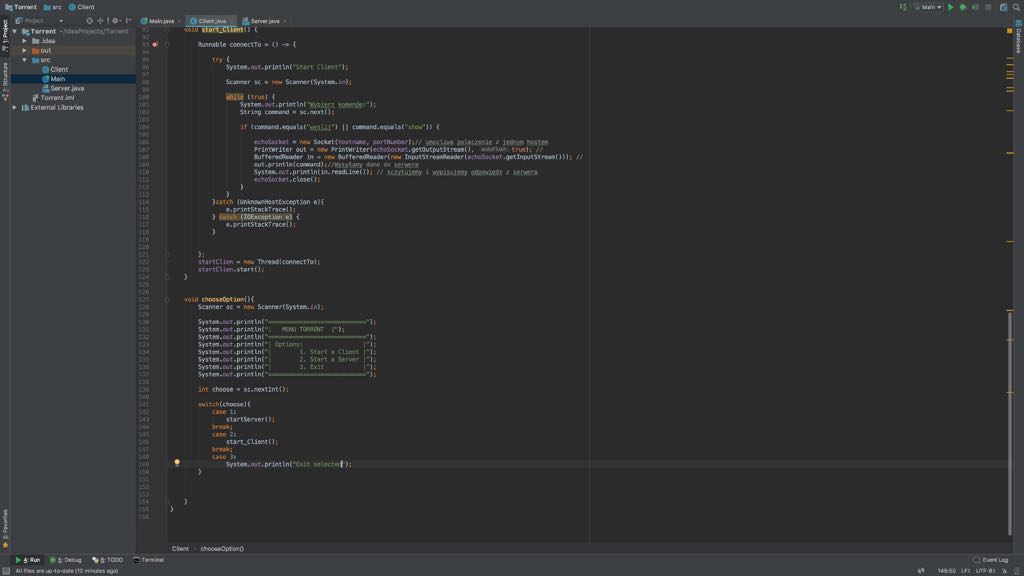 Torrent src Client
Main
Project
Main.java Client.java Server.java
Torrent ~/IdeaProjects/Torrent
.idea
out
src
Client
Main
Server.java
Torrent.iml
External Libraries
1: Project
7: Structure
2: Favorites
Database
91 void start_Client() {
92
93 Runnable connectTo = () -> {
94
95 try {
96 System.out.println("Start Client");
97
98 Scanner sc = new Scanner(System.in);
99
100 while (true) {
101 System.out.println("Wybierz komende:");
102 String command = sc.next();
103
104 if (command.equals("wyslij") || command.equals("show")) {
105
106 echoSocket = new Socket(hostname, portNumber);// umozliwa polaczenie z jednym hostem
107 PrintWriter out = new PrintWriter(echoSocket.getOutputStream(), autoFlush: true); //
108 BufferedReader in = new BufferedReader(new InputStreamReader(echoSocket.getInputStream())); //
109 out.println(command);//Wysyłamy dane do serwera
110 System.out.println(in.readLine()); // sczytujemy i wypisujemy odpowiedz z serwera
111 echoSocket.close();
112 }
113 }
114 }catch (UnknownHostException e){
115 e.printStackTrace();
116 } catch (IOException e) {
117 e.printStackTrace();
118 }
119
120
121 };
122 startClien = new Thread(connectTo);
123 startClien.start();
124 }
125
126
127 void chooseOption(){
128 Scanner sc = new Scanner(System.in);
129
130 System.out.println("============================");
131 System.out.println("| MENU TORRENT |");
132 System.out.println("============================");
133 System.out.println("| Options: |");
134 System.out.println("| 1. Start a Client |");
135 System.out.println("| 2. Start a Server |");
136 System.out.println("| 3. Exit |");
137 System.out.println("============================");
138
139 int choose = sc.nextInt();
140
141 switch(choose){
142 case 1:
143 startServer();
144 break;
145 case 2:
146 start_Client();
147 break;
148 case 3:
149 System.out.println("Exit selected");
150 }
151
152
153
154 }
155 }
156
Client chooseOption()
4: Run 5: Debug 6: TODO Terminal Event Log
All files are up-to-date (12 minutes ago) 149:50 LF: UTF-8: